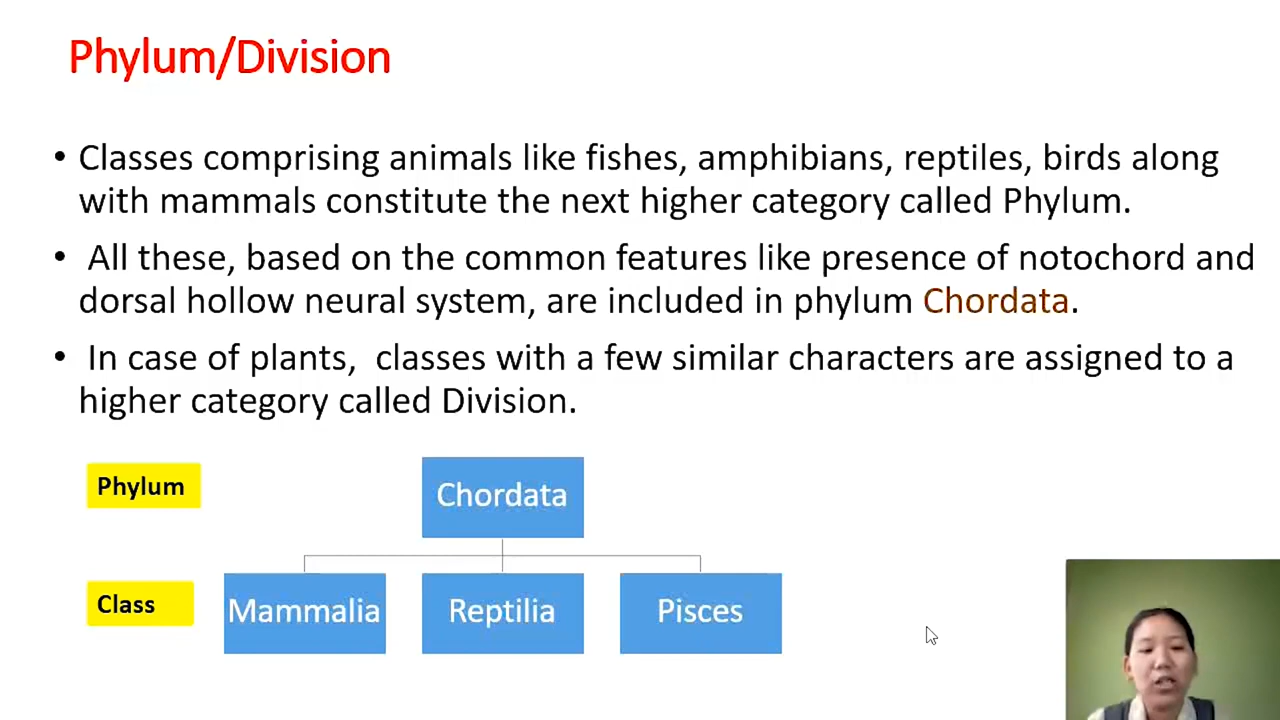 Phylum/Division
• Classes comprising animals like fishes, amphibians, reptiles, birds along
with mammals constitute the next higher category called Phylum.
• All these, based on the common features like presence of notochord and
dorsal hollow neural system, are included in phylum Chordata.
• In case of plants, classes with a few similar characters are assigned to a
higher category called Division.
Phylum
Chordata
Class
Mammalia
Reptilia
Pisces